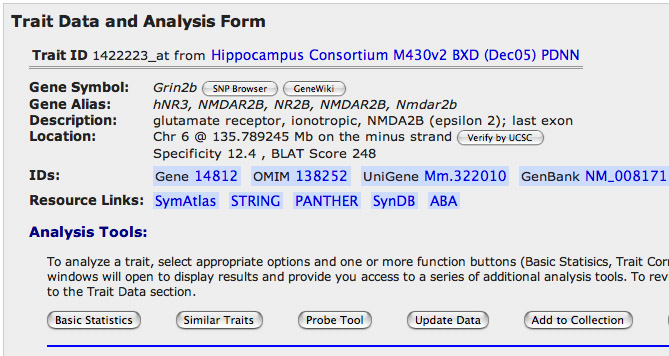 Trait Data and Analysis Form
Trait ID 1422223_at from Hippocampus Consortium M430v2 BXD (Dec05) PDNN
Gene Symbol: Grin2b SNP Browser GeneWiki
Gene Alias: hNR3, NMDAR2B, NR2B, NMDAR2B, Nmdar2b
Description: glutamate receptor, ionotropic, NMDA2B (epsilon 2); last exon
Location: Chr 6 @ 135.789245 Mb on the minus strand Verify by UCSC
Specificity 12.4 , BLAT Score 248
IDs: Gene 14812 OMIM 138252 UniGene Mm.322010 GenBank NM_008171
Resource Links: SymAtlas STRING PANTHER SynDB ABA
Analysis Tools:
To analyze a trait, select appropriate options and one or more function buttons (Basic Statisics, Trait Cor
windows will open to display results and provide you access to a series of additional analysis tools. To rev
to the Trait Data section.
Basic Statistics Similar Traits Probe Tool Update Data Add to Collection